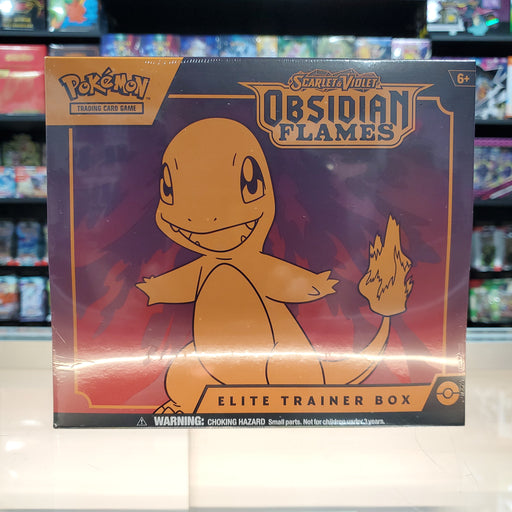 POKéMON
TRADING CARD GAME
SCARLET & VIOLET
OBSIDIAN
FLAMES
6+
ELITE TRAINER BOX
WARNING: CHOKING HAZARD Small parts. Not for children under 3 years.